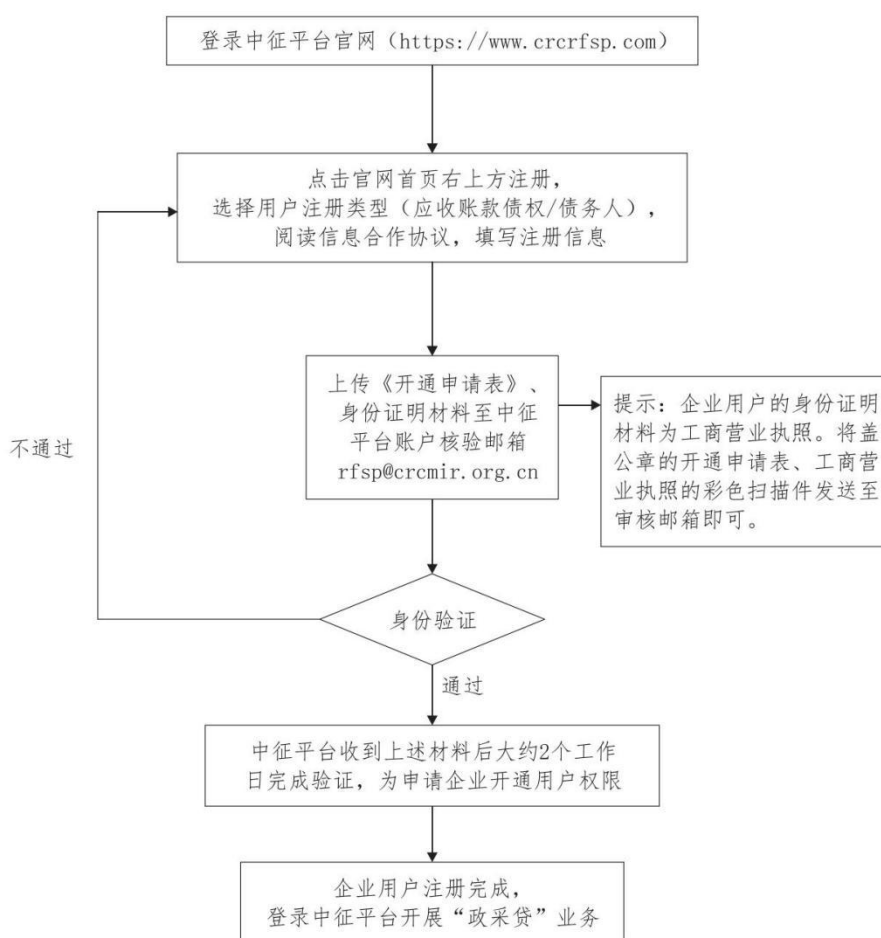 登录中征平台官网（https://www.crcrfsp.com）
点击官网首页右上方注册，
选择用户注册类型（应收账款债权/债务人），
阅读信息合作协议，填写注册信息
上传《开通申请表》、
身份证明材料至中征
平台账户核验邮箱
rfsp@crcmir.org.cn
提示：企业用户的身份证明
材料为工商营业执照。将盖
公章的开通申请表、工商营
业执照的彩色扫描件发送至
审核邮箱即可。
不通过
身份验证
通过
中征平台收到上述材料后大约2个工作
日完成验证，为申请企业开通用户权限
企业用户注册完成，
登录中征平台开展“政采贷”业务